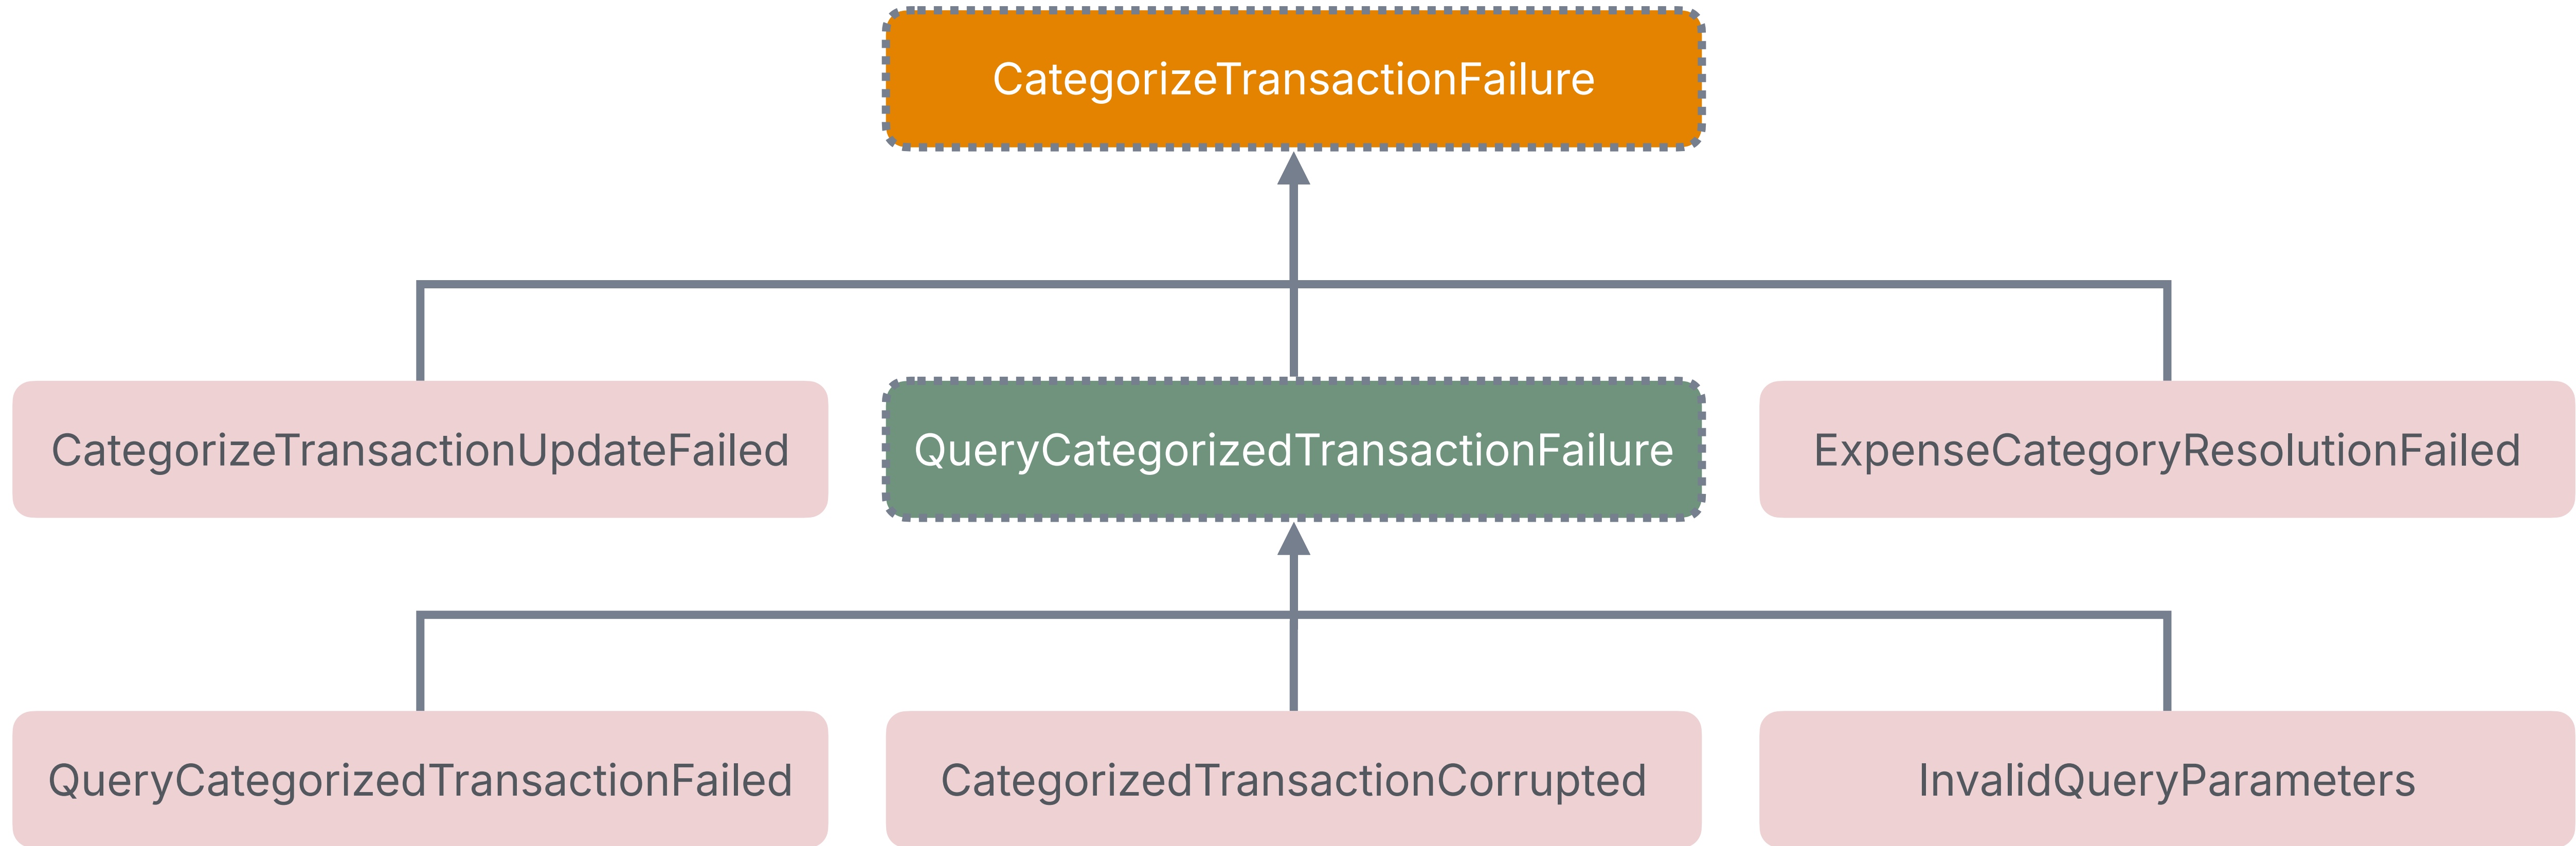 CategorizeTransactionFailure
CategorizeTransactionUpdateFailed
QueryCategorizedTransactionFailure
ExpenseCategoryResolutionFailed
QueryCategorizedTransactionFailed
CategorizedTransactionCorrupted
InvalidQueryParameters